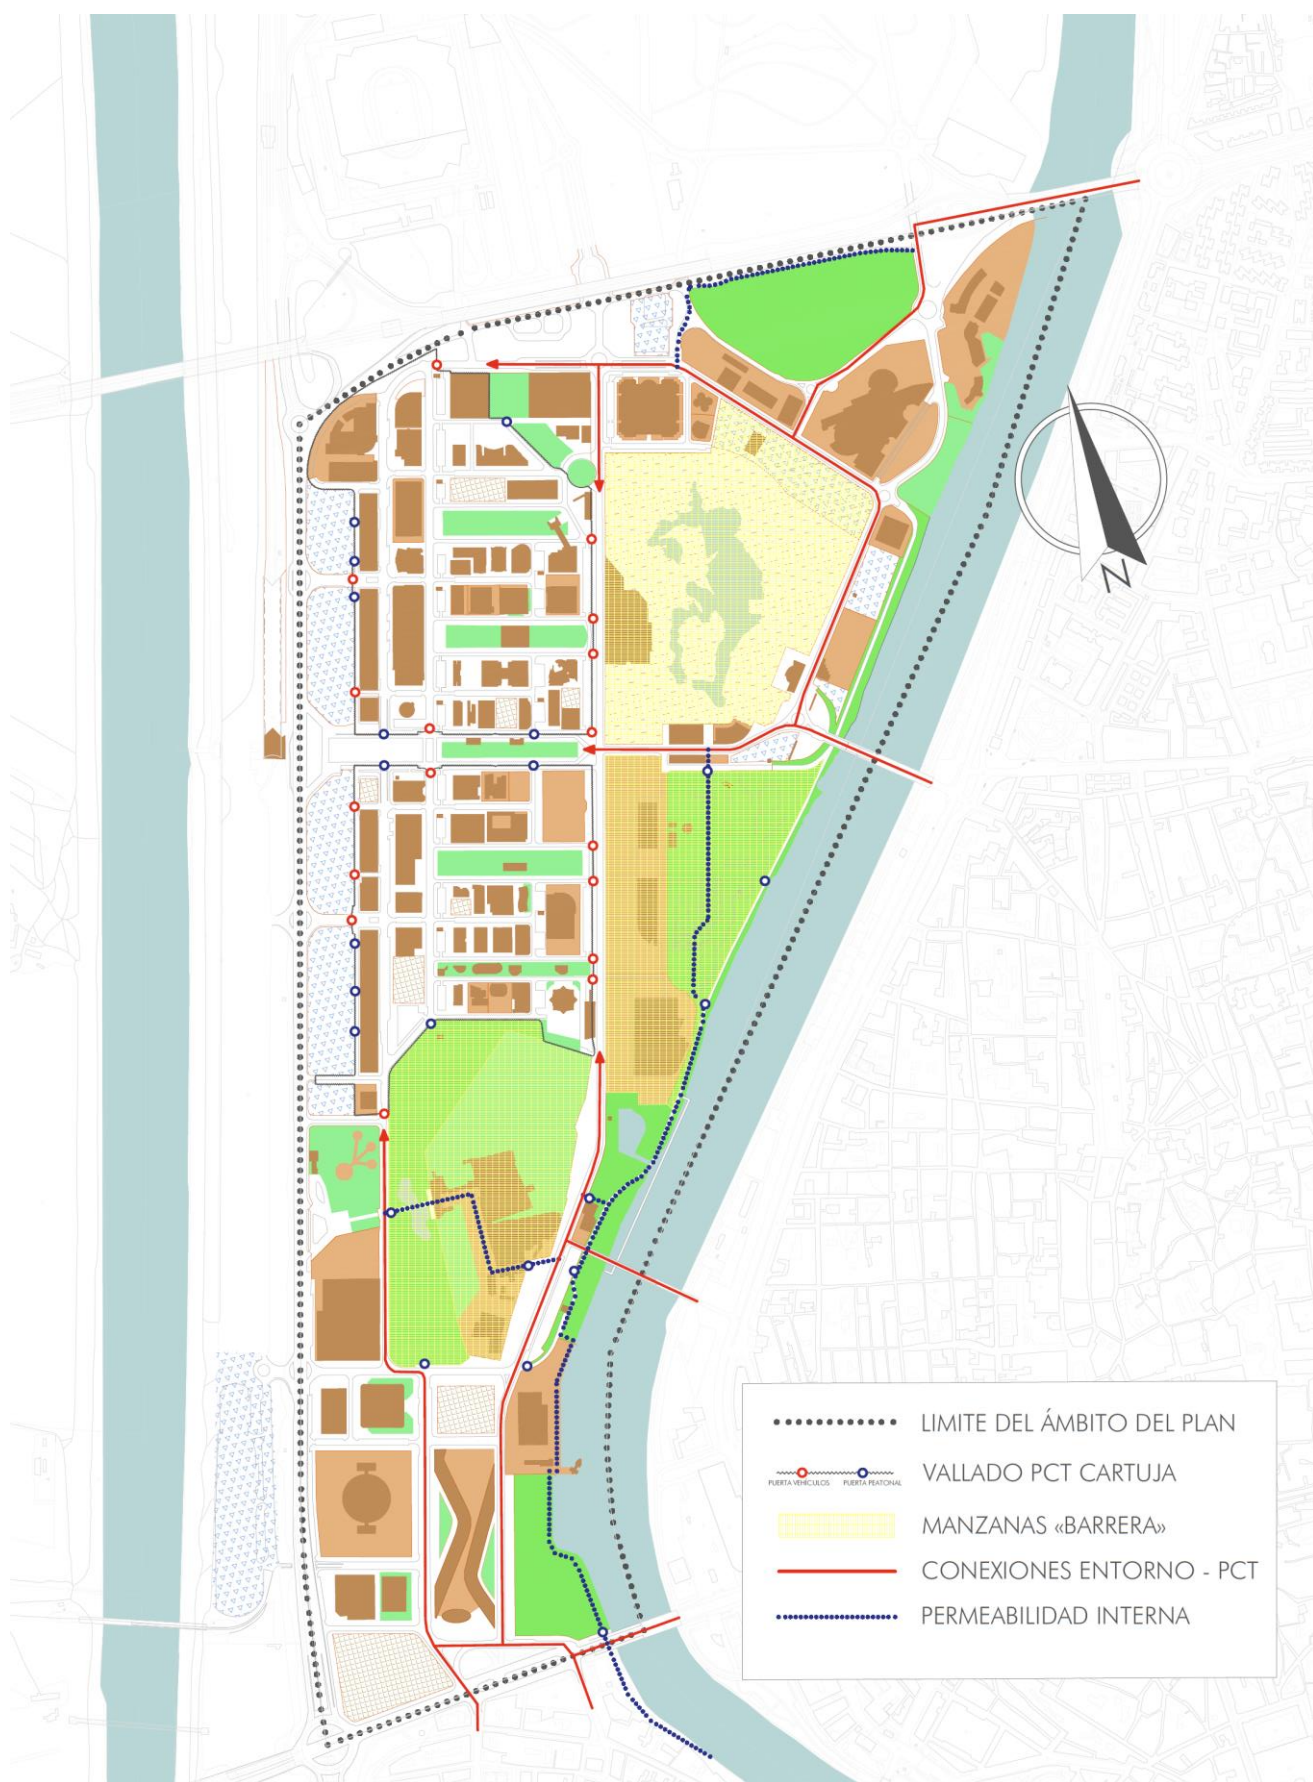 N
LIMITE DEL ÁMBITO DEL PLAN
PUERTA VEHICULOS PUERTA PEATONAL VALLADO PCT CARTUJA
MANZANAS «BARRERA»
CONEXIONES ENTORNO - PCT
PERMEABILIDAD INTERNA